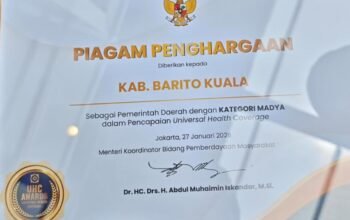 PIAGAM PENGHARGAAN
Diberikan kepada
KAB. BARITO KUALA
Sebagai Pemerintah Daerah dengan KATEGORI MADYA
dalam Pencapaian Universal Health Coverage
Jakarta, 27 Januari 2026
Menteri Koordinator Bidang Pemberdayaan Masyarakat
Dr. HC. Drs. H. Abdul Muhaimin Iskandar, M.Si.
UHC
AWARDS